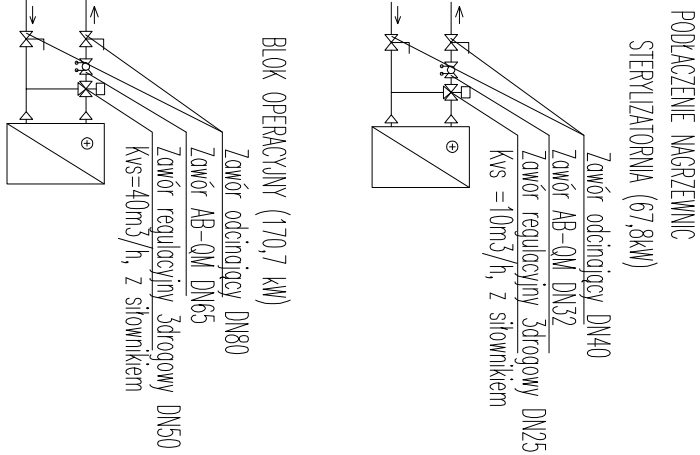 PODŁĄCZENIE NAGRZEWNIC
STERYLIZATORNIA (67,8kW)
Zawór odcinający DN40
Zawór AB-QM DN32
Zawór regulacyjny 3drogowy DN25
Kvs =10m3/h, z siłownikiem
BLOK OPERACYJNY (170,7 kW)
Zawór odcinający DN80
Zawór AB-QM DN65
Zawór regulacyjny 3drogowy DN50
Kvs=40m3/h, z siłownikiem